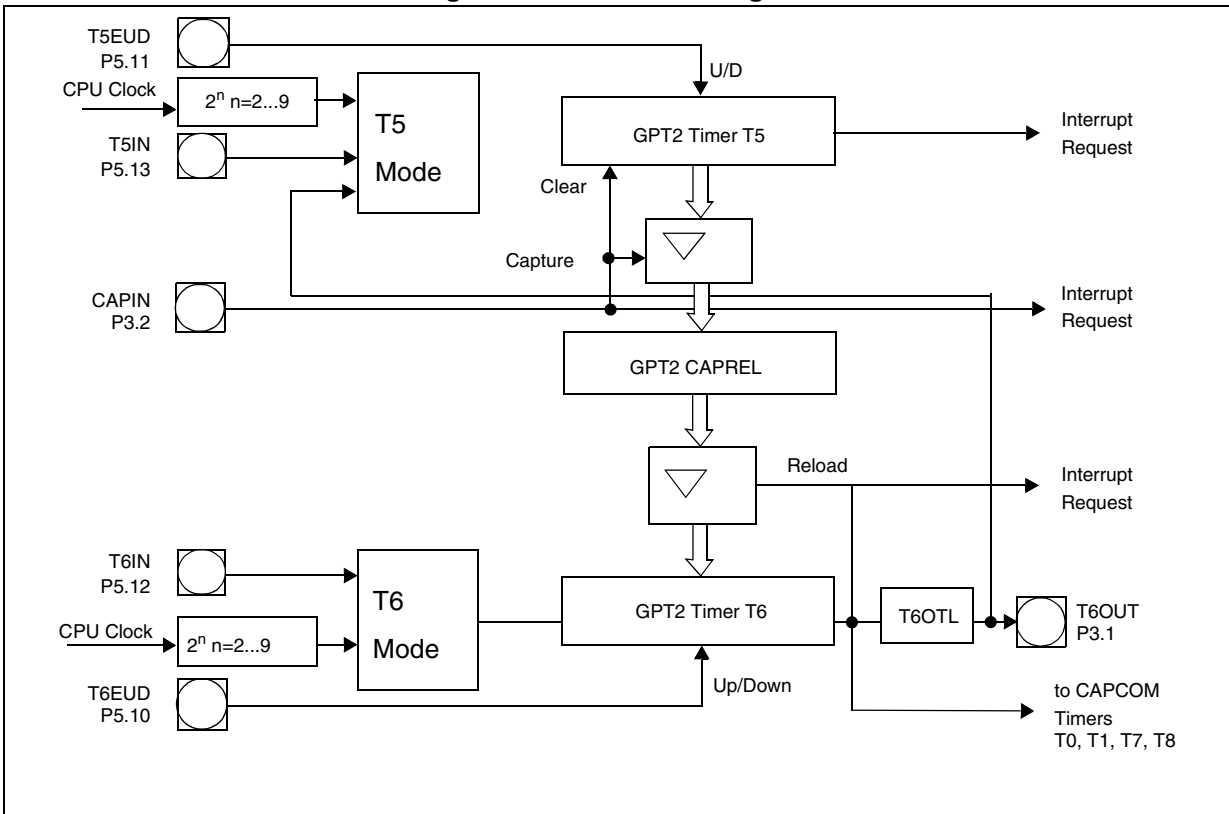 T5EUD
P5.11
U/D
CPU Clock
2ⁿ n=2...9
T5
Mode
GPT2 Timer T5
Interrupt
Request
T5IN
P5.13
Clear
Capture
CAPIN
P3.2
Interrupt
Request
GPT2 CAPREL
Reload
Interrupt
Request
T6IN
P5.12
T6
Mode
GPT2 Timer T6
T6OTL
T6OUT
P3.1
CPU Clock
2ⁿ n=2...9
T6EUD
P5.10
Up/Down
to CAPCOM
Timers
T0, T1, T7, T8